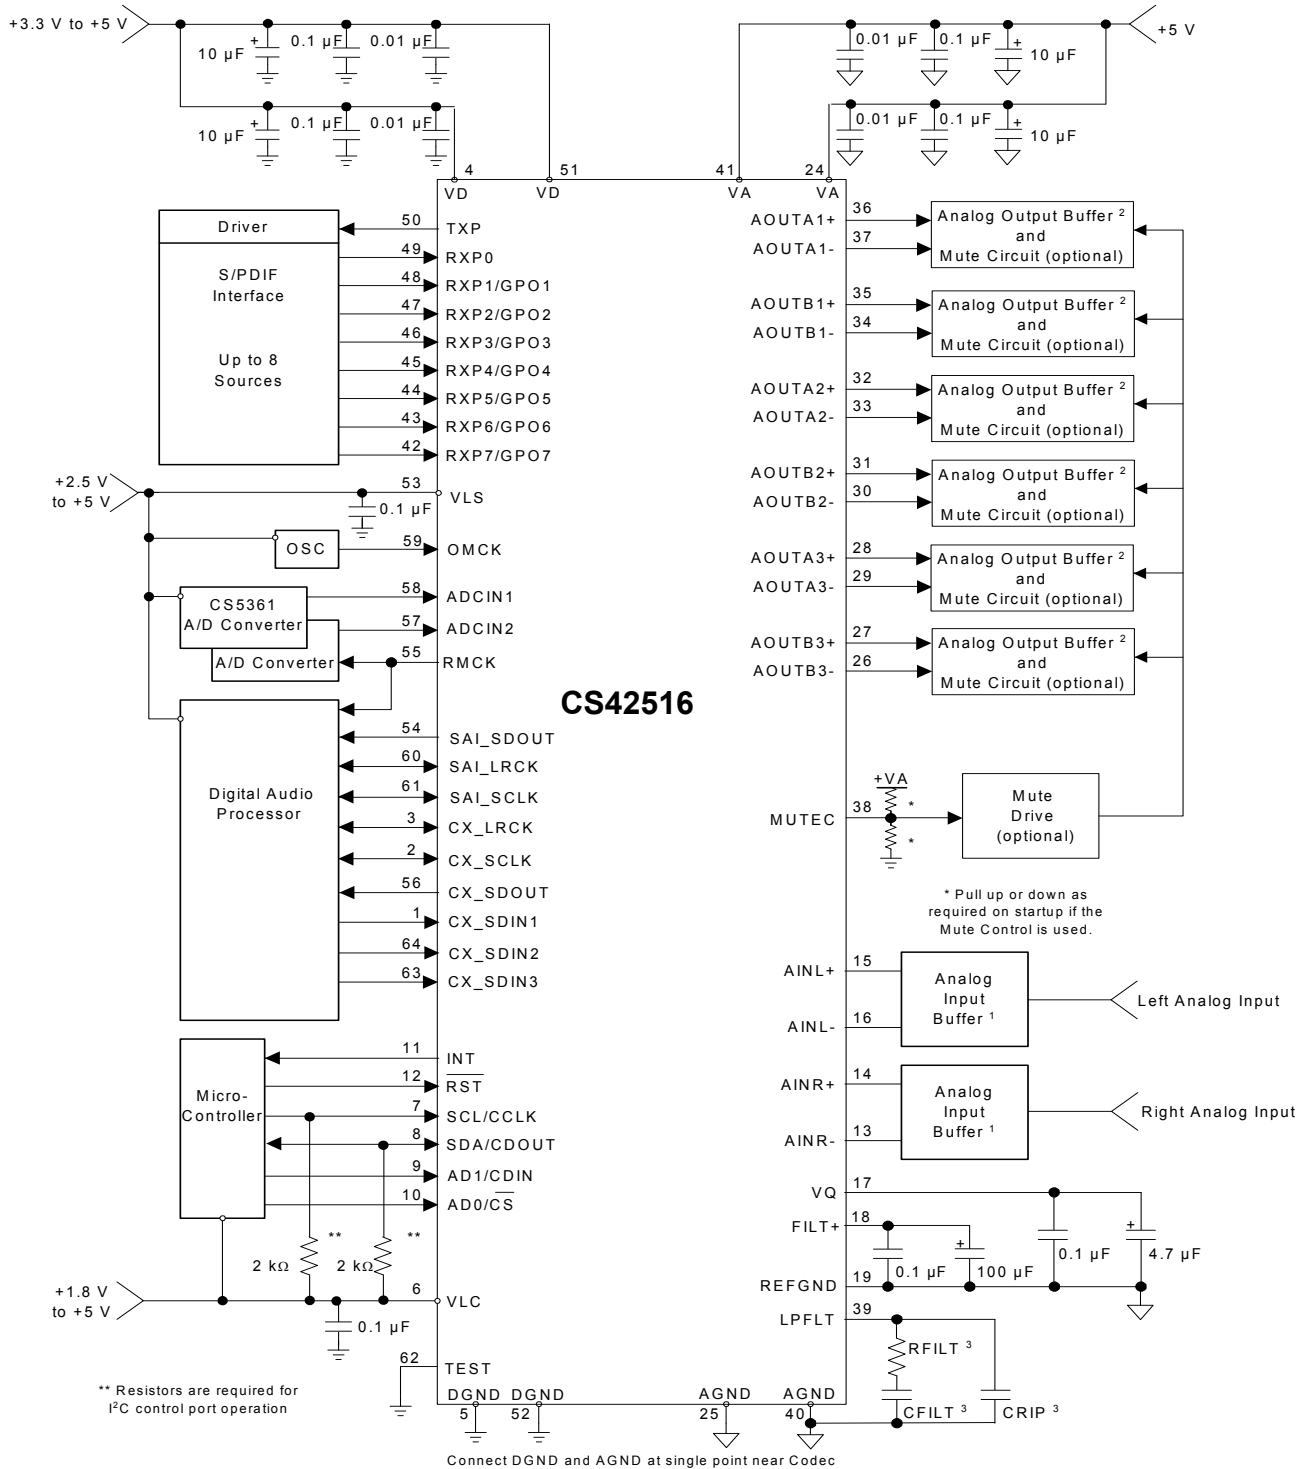 +3.3 V to +5 V
10 µF
+
0.1 µF
0.01 µF
10 µF
+
0.1 µF
0.01 µF
0.01 µF
0.1 µF
+
10 µF
+5 V
0.01 µF
0.1 µF
+
10 µF
4
51
41
24
VD
VD
VA
VA
Driver
S/PDIF
Interface
Up to 8
Sources
50
TXP
49
RXP0
48
RXP1/GPO1
47
RXP2/GPO2
46
RXP3/GPO3
45
RXP4/GPO4
44
RXP5/GPO5
43
RXP6/GPO6
42
RXP7/GPO7
+2.5 V
to +5 V
53
VLS
0.1 µF
OSC
59
OMCK
CS5361
A/D Converter
A/D Converter
58
ADCIN1
57
ADCIN2
55
RMCK
CS42516
Digital Audio
Processor
54
SAI_SDOUT
60
SAI_LRCK
61
SAI_SCLK
3
CX_LRCK
2
CX_SCLK
56
CX_SDOUT
1
CX_SDIN1
64
CX_SDIN2
63
CX_SDIN3
Micro-
Controller
11
INT
12
RST
7
SCL/CCLK
8
SDA/CDOUT
9
AD1/CDIN
10
AD0/CS
**
2 kΩ
**
2 kΩ
+1.8 V
to +5 V
6
VLC
0.1 µF
62
TEST
** Resistors are required for
I²C control port operation
DGND
DGND
AGND
AGND
5
52
25
40
Connect DGND and AGND at single point near Codec
AOUTA1+
36
AOUTA1-
37
Analog Output Buffer ²
and
Mute Circuit (optional)
AOUTB1+
35
AOUTB1-
34
Analog Output Buffer ²
and
Mute Circuit (optional)
AOUTA2+
32
AOUTA2-
33
Analog Output Buffer ²
and
Mute Circuit (optional)
AOUTB2+
31
AOUTB2-
30
Analog Output Buffer ²
and
Mute Circuit (optional)
AOUTA3+
28
AOUTA3-
29
Analog Output Buffer ²
and
Mute Circuit (optional)
AOUTB3+
27
AOUTB3-
26
Analog Output Buffer ²
and
Mute Circuit (optional)
+VA
*
MUTEC
38
*
Mute
Drive
(optional)
* Pull up or down as
required on startup if the
Mute Control is used.
AINL+
15
AINL-
16
Analog
Input
Buffer ¹
Left Analog Input
AINR+
14
AINR-
13
Analog
Input
Buffer ¹
Right Analog Input
VQ
17
FILT+
18
0.1 µF
+
100 µF
0.1 µF
+
4.7 µF
REFGND
19
LPFLT
39
RFILT ³
CFILT ³
CRIP ³